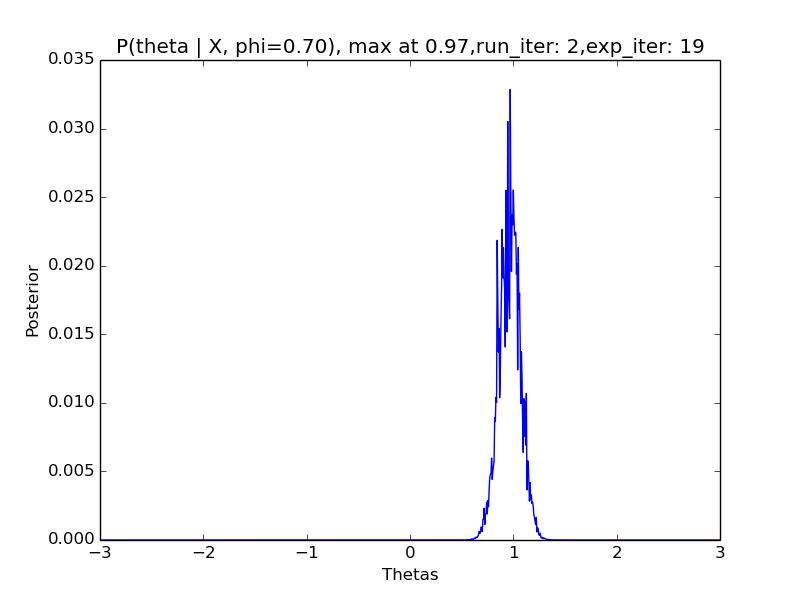 P(theta | X, phi=0.70), max at 0.97,run_iter: 2,exp_iter: 19
0.035
0.030
0.025
0.020
0.015
0.010
0.005
0.000
Posterior
−3 −2 −1 0 1 2 3
Thetas